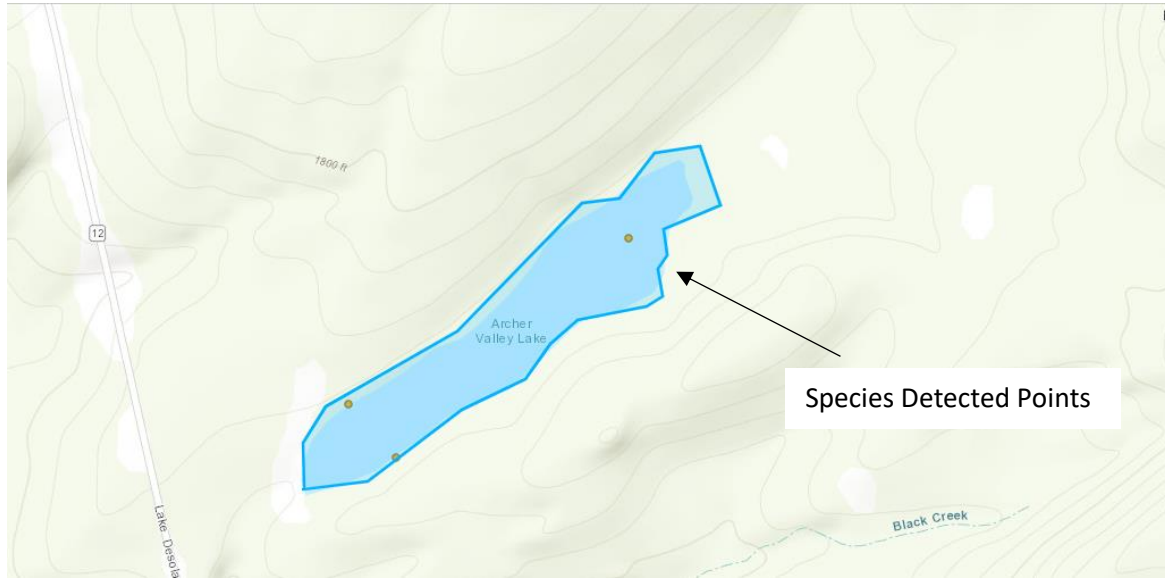 1800 ft
12
Archer
Valley Lake
Species Detected Points
Black Creek
Lake Desola